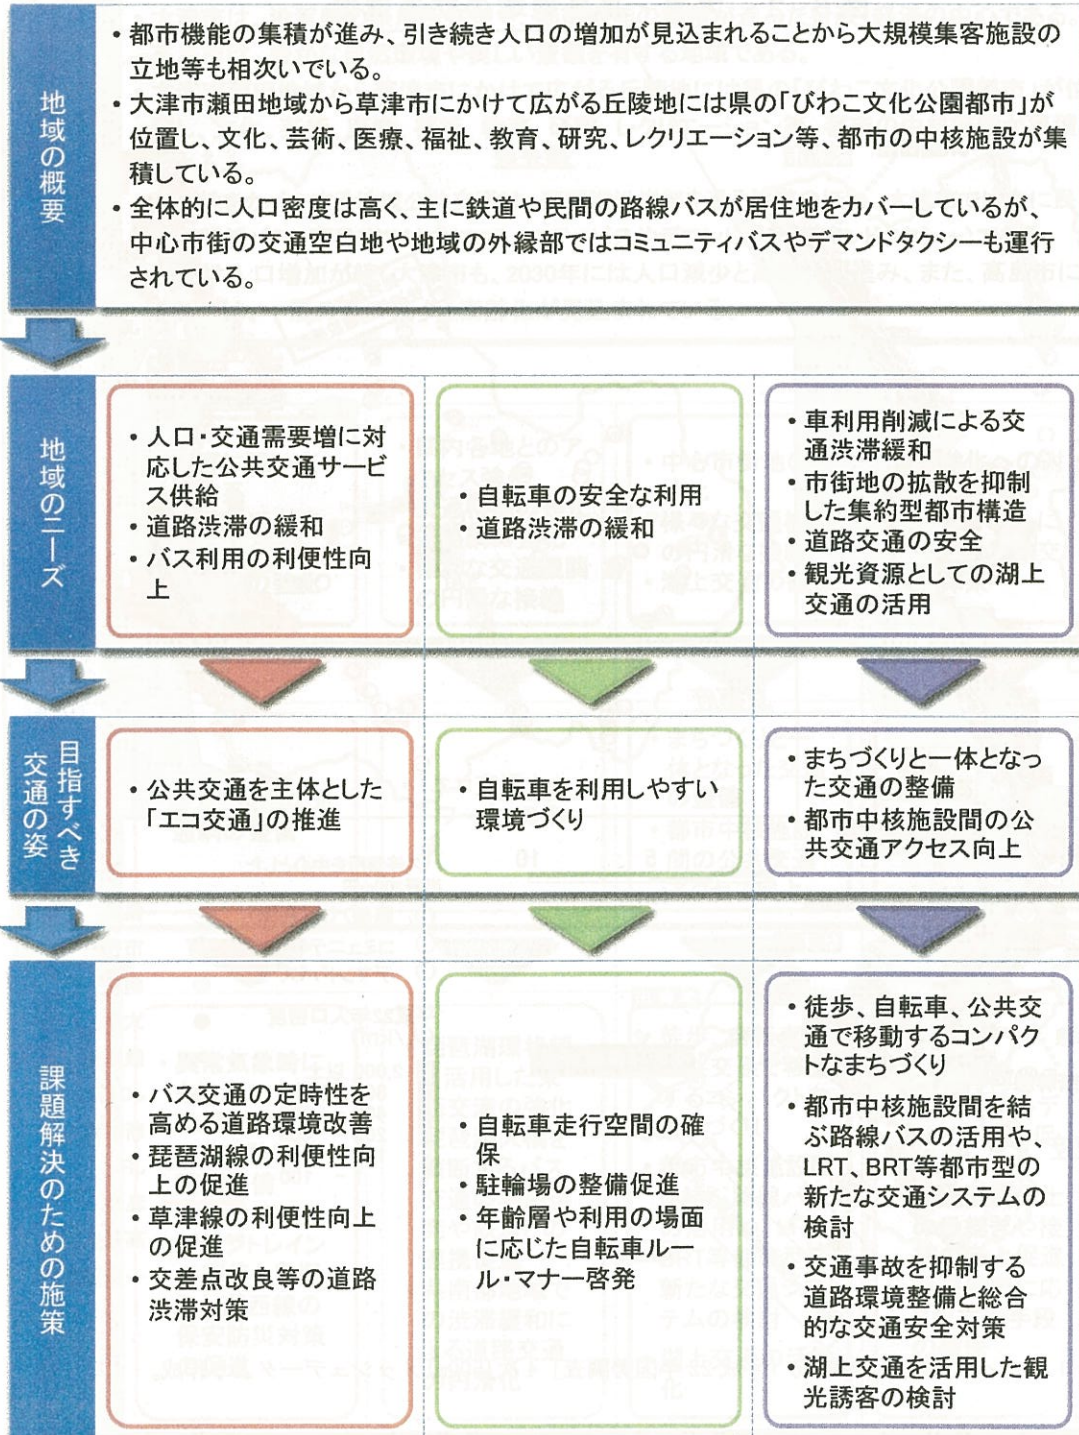 地域の概要
・都市機能の集積が進み、引き続き人口の増加が見込まれることから大規模集客施設の
立地等も相次いでいる。
・大津市瀬田地域から草津市にかけて広がる丘陵地には県の「びわこ文化公園都市」が
位置し、文化、芸術、医療、福祉、教育、研究、レクリエーション等、都市の中核施設が集
積している。
・全体的に人口密度は高く、主に鉄道や民間の路線バスが居住地をカバーしているが、
中心市街の交通空白地や地域の外縁部ではコミュニティバスやデマンドタクシーも運行
されている。
地域のニーズ
・人口・交通需要増に対
応した公共交通サービ
ス供給
・道路渋滞の緩和
・バス利用の利便性向
上
・自転車の安全な利用
・道路渋滞の緩和
・車利用削減による交
通渋滞緩和
・市街地の拡散を抑制
した集約型都市構造
・道路交通の安全
・観光資源としての湖上
交通の活用
目指すべき
交通の姿
・公共交通を主体とした
「エコ交通」の推進
・自転車を利用しやすい
環境づくり
・まちづくりと一体となっ
た交通の整備
・都市中核施設間の公
共交通アクセス向上
課題解決のための施策
・バス交通の定時性を
高める道路環境改善
・琵琶湖線の利便性向
上の促進
・草津線の利便性向上
の促進
・交差点改良等の道路
渋滞対策
・自転車走行空間の確
保
・駐輪場の整備促進
・年齢層や利用の場面
に応じた自転車ルー
ル・マナー啓発
・徒歩、自転車、公共交
通で移動するコンパク
トなまちづくり
・都市中核施設間を結
ぶ路線バスの活用や、
LRT、BRT等都市型の
新たな交通システムの
検討
・交通事故を抑制する
道路環境整備と総合
的な交通安全対策
・湖上交通を活用した観
光誘客の検討